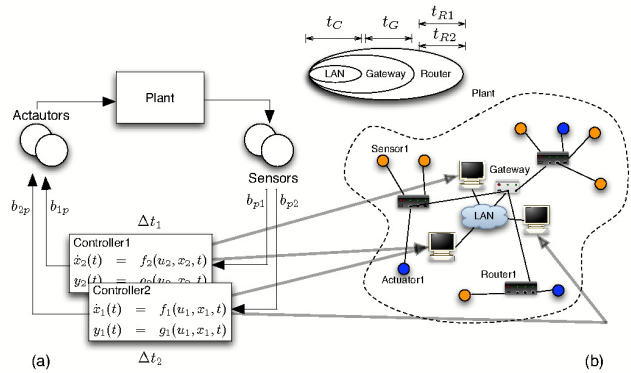 t_C
t_G
t_R1
t_R2
LAN
Gateway
Router
Plant
Actautors
Plant
Sensors
b_2p
b_1p
b_p1
b_p2
Δt_1
Controller1
ẋ_2(t) = f_2(u_2, x_2, t)
y_2(t) = g_2(u_2, x_2, t)
Controller2
ẋ_1(t) = f_1(u_1, x_1, t)
y_1(t) = g_1(u_1, x_1, t)
Δt_2
(a)
Sensor1
Gateway
LAN
Actuator1
Router1
(b)